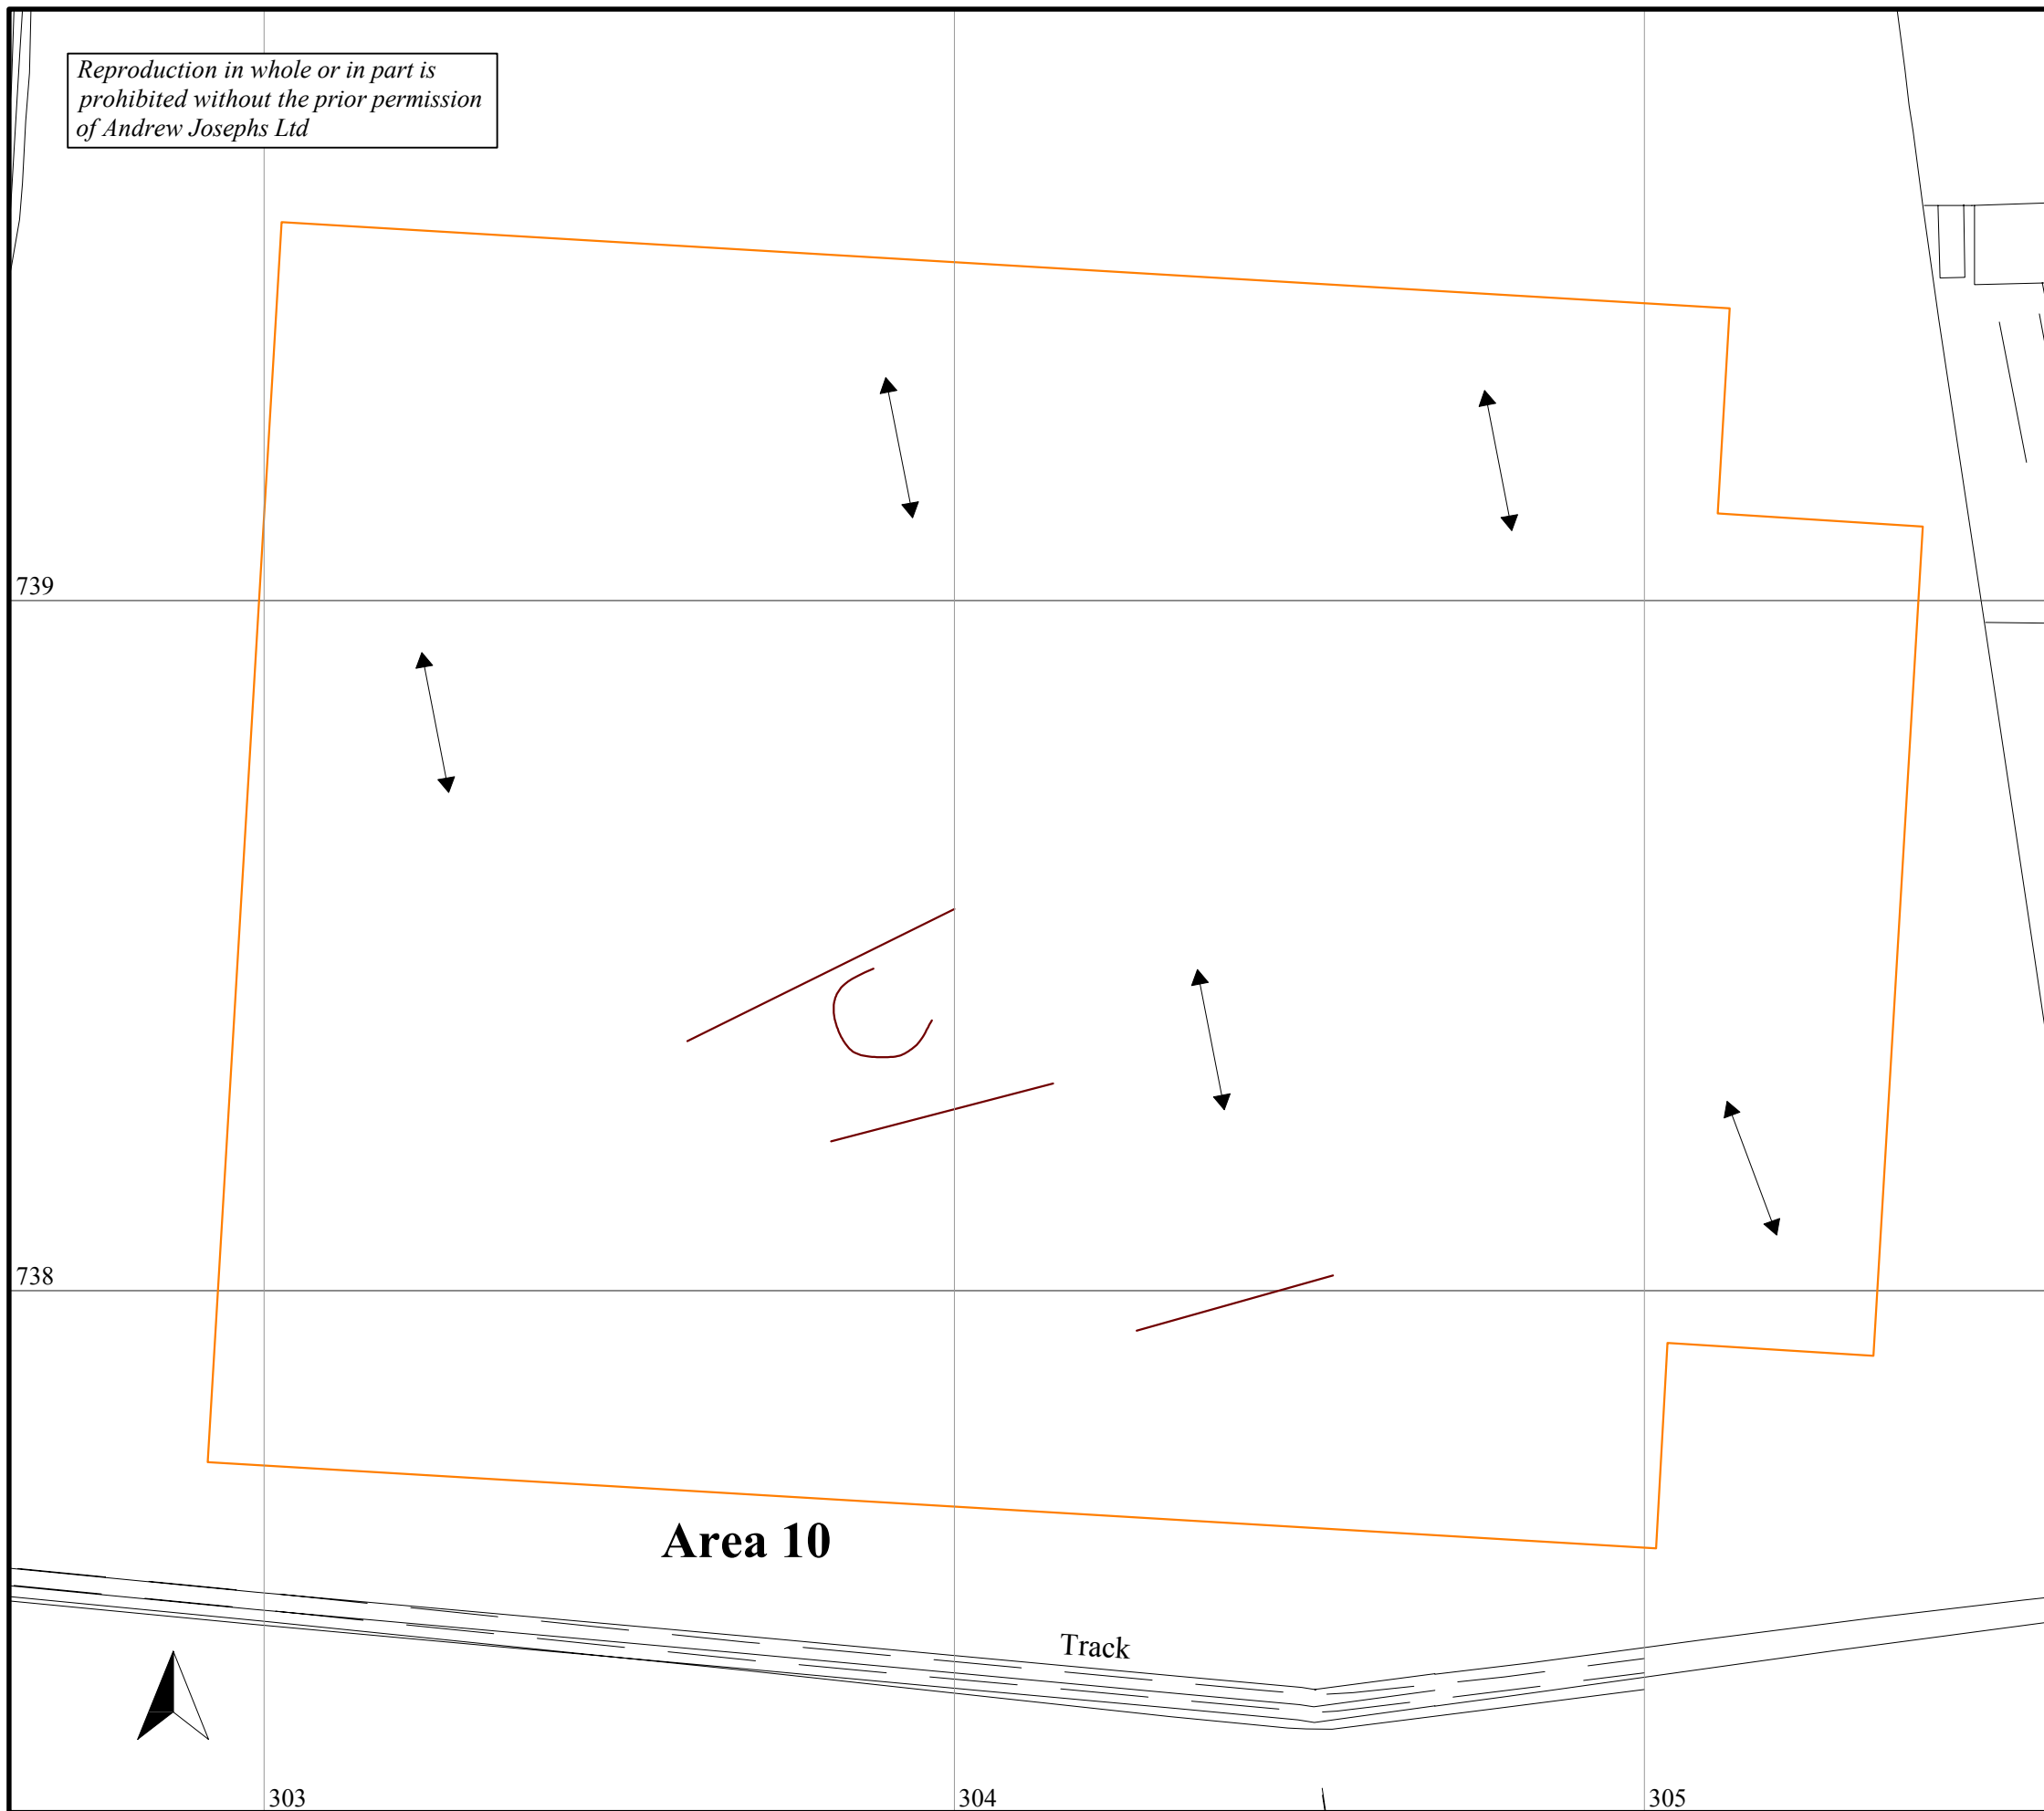 Reproduction in whole or in part is
prohibited without the prior permission
of Andrew Josephs Ltd
739
738
Area 10
Track
303
304
305